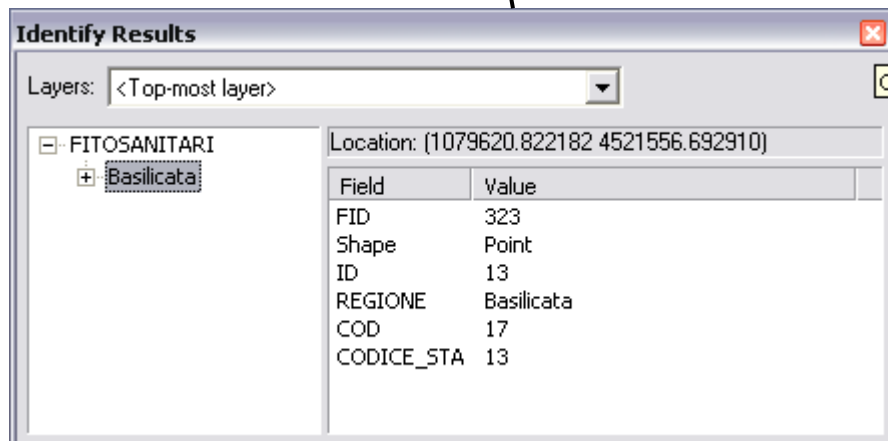 Identify Results
Layers: <Top-most layer>
FITOSANITARI
Basilicata
Location: (1079620.822182 4521556.692910)
Field Value
FID 323
Shape Point
ID 13
REGIONE Basilicata
COD 17
CODICE_STA 13